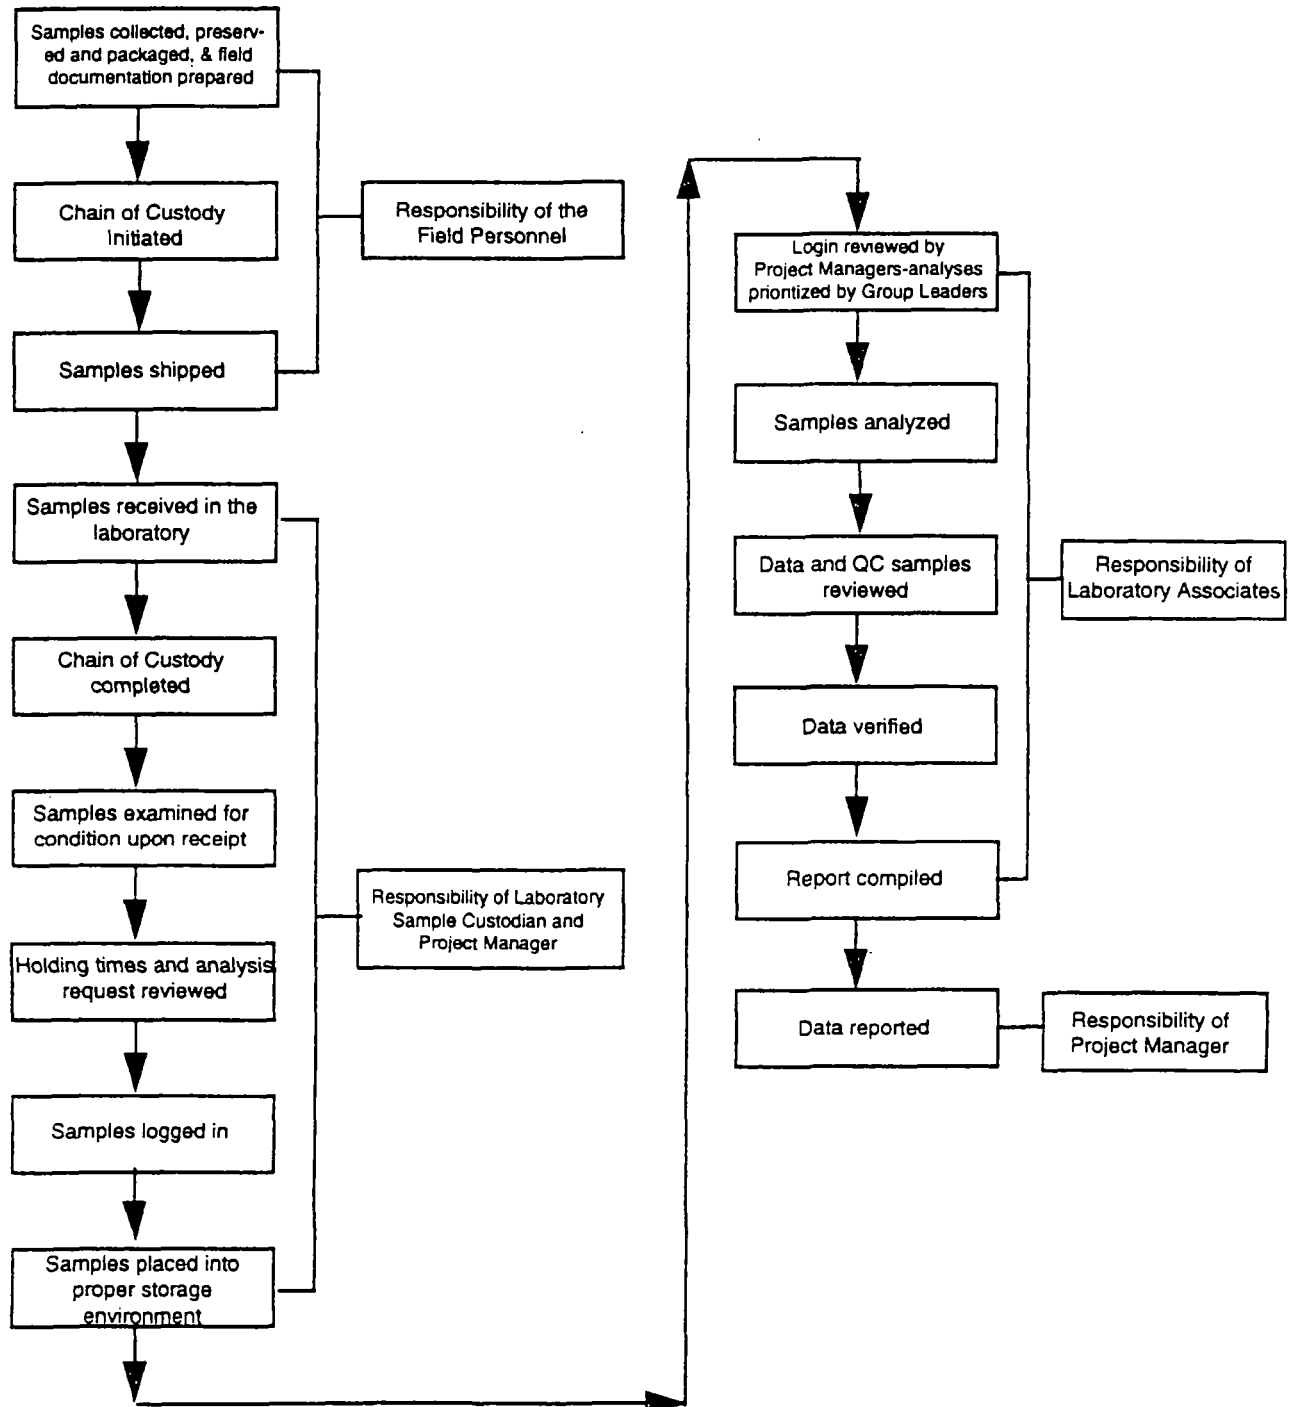 Samples collected, preserv-
ed and packaged, & field
documentation prepared
Chain of Custody
Initiated
Responsibility of the
Field Personnel
Samples shipped
Samples received in the
laboratory
Chain of Custody
completed
Samples examined for
condition upon receipt
Responsibility of Laboratory
Sample Custodian and
Project Manager
Holding times and analysis
request reviewed
Samples logged in
Samples placed into
proper storage
environment
Login reviewed by
Project Managers-analyses
prioritized by Group Leaders
Samples analyzed
Data and QC samples
reviewed
Responsibility of
Laboratory Associates
Data verified
Report compiled
Data reported
Responsibility of
Project Manager